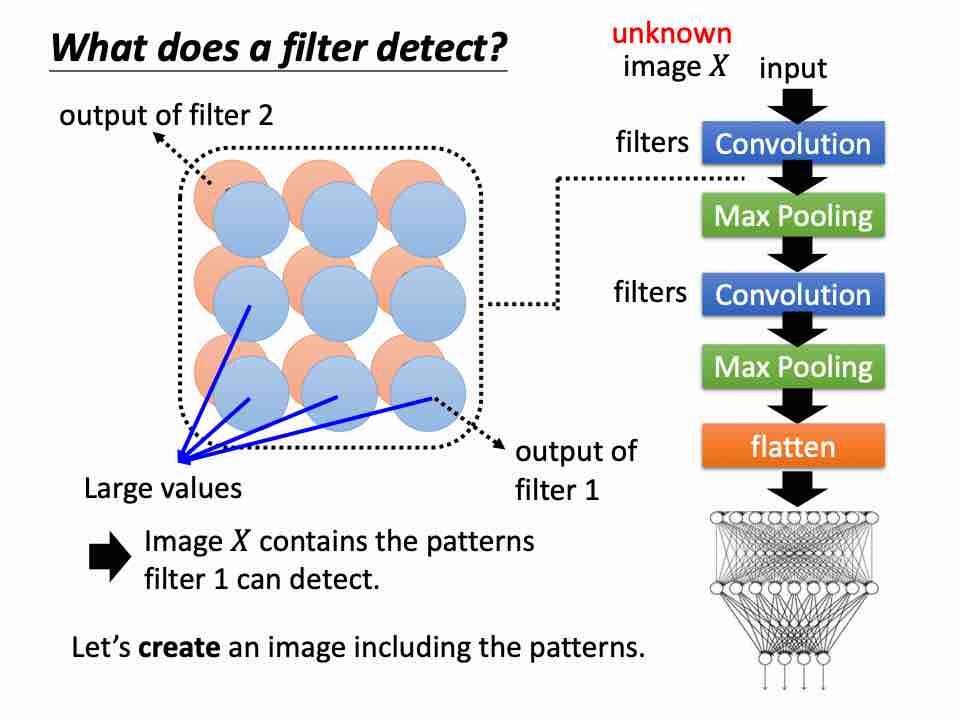 What does a filter detect?
unknown
image X
input
output of filter 2
filters
Convolution
Max Pooling
filters
Convolution
Max Pooling
flatten
output of
filter 1
Large values
Image X contains the patterns
filter 1 can detect.
Let’s create an image including the patterns.